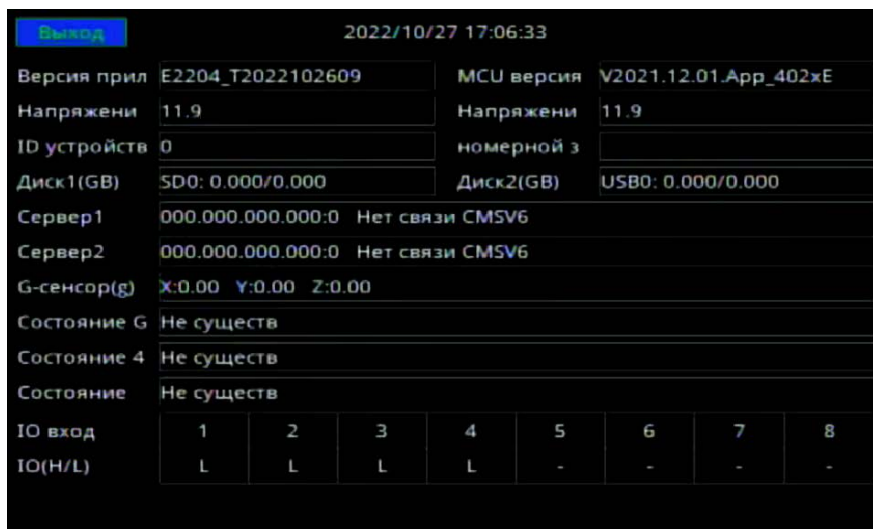 Выход 2022/10/27 17:06:33
Версия прил E2204_T2022102609 MCU версия V2021.12.01.App_402xE
Напряжени 11.9 Напряжени 11.9
ID устройств 0 номерной з
Диск1(GB) SD0: 0.000/0.000 Диск2(GB) USB0: 0.000/0.000
Сервер1 000.000.000.000:0 Нет связи CMSV6
Сервер2 000.000.000.000:0 Нет связи CMSV6
G-сенсор(g) X:0.00 Y:0.00 Z:0.00
Состояние G Не существ
Состояние 4 Не существ
Состояние Не существ
IO вход 1 2 3 4 5 6 7 8
IO(H/L) L L L L - - - -